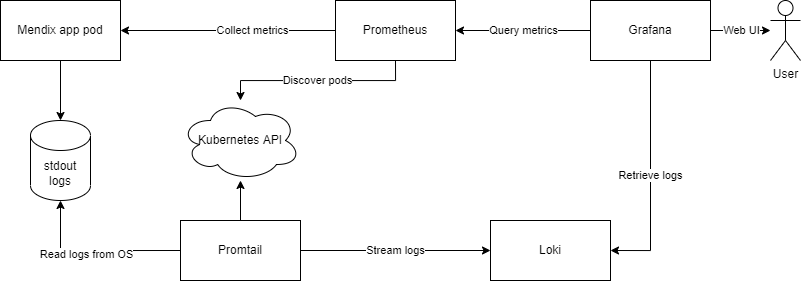 Mendix app pod
Collect metrics
Prometheus
Query metrics
Grafana
Web UI
User
Discover pods
Kubernetes API
stdout
logs
Retrieve logs
Read logs from OS
Promtail
Stream logs
Loki